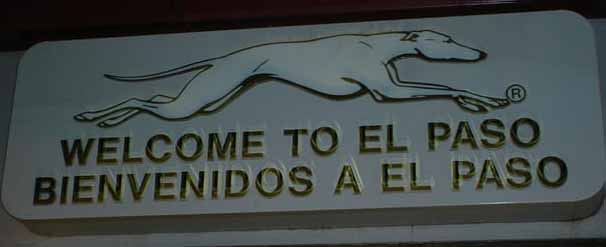 ®
WELCOME TO EL PASO
BIENVENIDOS A EL PASO